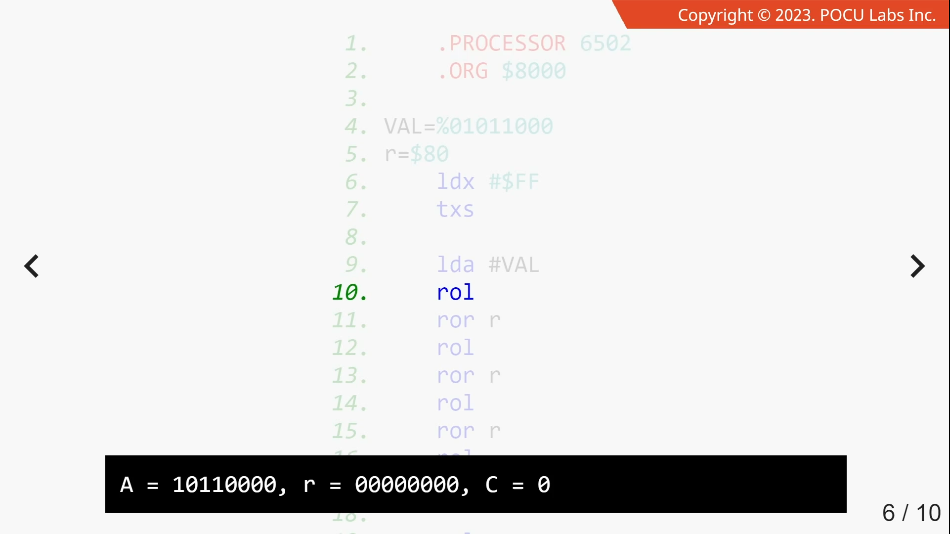 Copyright © 2023. POCU Labs Inc.
1. .PROCESSOR 6502
2. .ORG $8000
3.
4. VAL=%01011000
5. r=$80
6. ldx #$FF
7. txs
8.
9. lda #VAL
10. rol
11. ror r
12. rol
13. ror r
14. rol
15. ror r
A = 10110000, r = 00000000, C = 0
18.
6 / 10